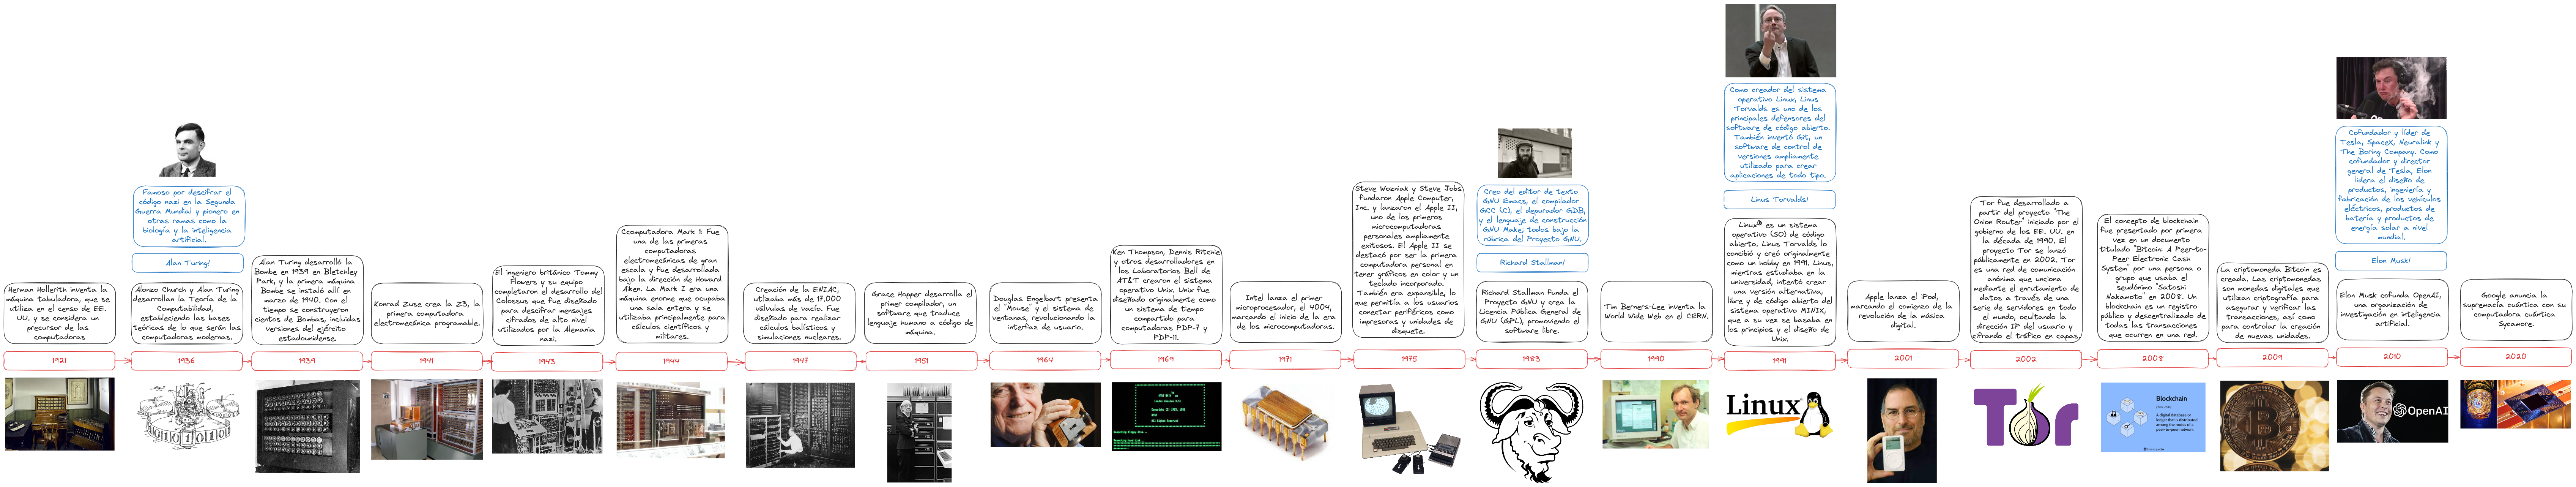 Herman Hollerith inventa la
máquina tabuladora, que se
utiliza en el censo de EE.
UU, y se considera un
precursor de las
computadoras
1921
Famoso por descifrar el
código nazi en la Segunda
Guerra Mundial y pionero en
otras ramas como la
biología y la inteligencia
artificial.
Alan Turing!
Alonzo Church y Alan Turing
desarrollan la Teoría de la
Computabilidad,
estableciendo las bases
teóricas de lo que serán las
computadoras modernas.
1936
Alan Turing desarrolló la
Bombe en 1939 en Bletchley
Park, y la primera máquina
Bombe se instaló allí en
marzo de 1940. Con el
tiempo se construyeron
cientos de Bombas, incluidas
versiones del ejército
estadounidense.
1939
Konrad Zuse crea la Z3, la
primera computadora
electromecánica programable.
1941
El ingeniero británico Tommy
Flowers y su equipo
completaron el desarrollo del
Colossus que fue diseñado
para descifrar mensajes
cifrados de alto nivel
utilizados por la Alemania
nazi.
1943
Ccomputadora Mark 1: Fue
una de las primeras
computadoras
electromecánicas de gran
escala y fue desarrollada
bajo la dirección de Howard
Aiken. La Mark I era una
máquina enorme que ocupaba
una sala entera y se
utilizaba principalmente para
cálculos científicos y
militares.
1944
Creación de la ENIAC,
utlizaba más de 17.000
válvulas de vacío. Fue
diseñado para realizar
cálculos balísticos y
simulaciones nucleares.
1947
Grace Hopper desarrolla el
primer compilador, un
software que traduce
lenguaje humano a código de
máquina.
1951
Douglas Engelbart presenta
el "Mouse" y el sistema de
ventanas, revolucionando la
interfaz de usuario.
1964
Ken Thompson, Dennis Ritchie
y otros desarrolladores en
los Laboratorios Bell de
AT&T crearon el sistema
operativo Unix. Unix fue
diseñado originalmente como
un sistema de tiempo
compartido para
computadoras PDP-7 y
PDP-11.
1969
Intel lanza el primer
microprocesador, el 4004,
marcando el inicio de la era
de los microcomputadoras.
1971
Steve Wozniak y Steve Jobs
fundaron Apple Computer,
Inc. y lanzaron el Apple II,
uno de los primeros
microcomputadoras
personales ampliamente
exitosos. El Apple II se
destacó por ser la primera
computadora personal en
tener gráficos en color y un
teclado incorporado.
También era expansible, lo
que permitía a los usuarios
conectar periféricos como
impresoras y unidades de
disquete.
1975
Creo del editor de texto
GNU Emacs, el compilador
GCC (C), el depurador GDB,
y el lenguaje de construcción
GNU Make; todos bajo la
rúbrica del Proyecto GNU.
Richard Stallman!
Richard Stallman funda el
Proyecto GNU y crea la
Licencia Pública General de
GNU (GPL), promoviendo el
software libre.
1983
Tim Berners-Lee inventa la
World Wide Web en el CERN.
1990
Como creador del sistema
operativo Linux, Linus
Torvalds es uno de los
principales defensores del
software de código abierto.
También inventó Git, un
software de control de
versiones ampliamente
utilizado para crear
aplicaciones de todo tipo.
Linus Torvalds!
Linux® es un sistema
operativo (SO) de código
abierto. Linus Torvalds lo
concibió y creó originalmente
como un hobby en 1991. Linus,
mientras estudiaba en la
universidad, intentó crear
una versión alternativa,
libre y de código abierto del
sistema operativo MINIX,
que a su vez se basaba en
los principios y el diseño de
Unix.
1991
Linux
Apple lanza el iPod,
marcando el comienzo de la
revolución de la música
digital.
2001
Tor fue desarrollado a
partir del proyecto "The
Onion Router" iniciado por el
gobierno de los EE. UU. en
la década de 1990. El
proyecto Tor se lanzó
públicamente en 2002. Tor
es una red de comunicación
anónima que unciona
mediante el enrutamiento de
datos a través de una
serie de servidores en todo
el mundo, ocultando la
dirección IP del usuario y
cifrando el tráfico en capas.
2002
Tor
El concepto de blockchain
fue presentado por primera
vez en un documento
titulado "Bitcoin: A Peer-to-
Peer Electronic Cash
System" por una persona o
grupo que usaba el
seudónimo "Satoshi
Nakamoto" en 2008. Un
blockchain es un registro
público y descentralizado de
todas las transacciones
que ocurren en una red.
2008
Blockchain
A digital database or
ledger that is distributed
among the nodes of a
peer-to-peer network.
La criptomoneda Bitcoin es
creada. Las criptomonedas
son monedas digitales que
utilizan criptografía para
asegurar y verificar las
transacciones, así como
para controlar la creación
de nuevas unidades.
2009
Cofundador y líder de
Tesla, SpaceX, Neuralink y
The Boring Company. Como
cofundador y director
general de Tesla, Elon
lidera el diseño de
productos, ingeniería y
fabricación de los vehículos
eléctricos, productos de
batería y productos de
energía solar a nivel
mundial.
Elon Musk!
Elon Musk cofunda OpenAI,
una organización de
investigación en inteligencia
artificial.
2010
OpenAI
Google anuncia la
supremacía cuántica con su
computadora cuántica
Sycamore.
2020